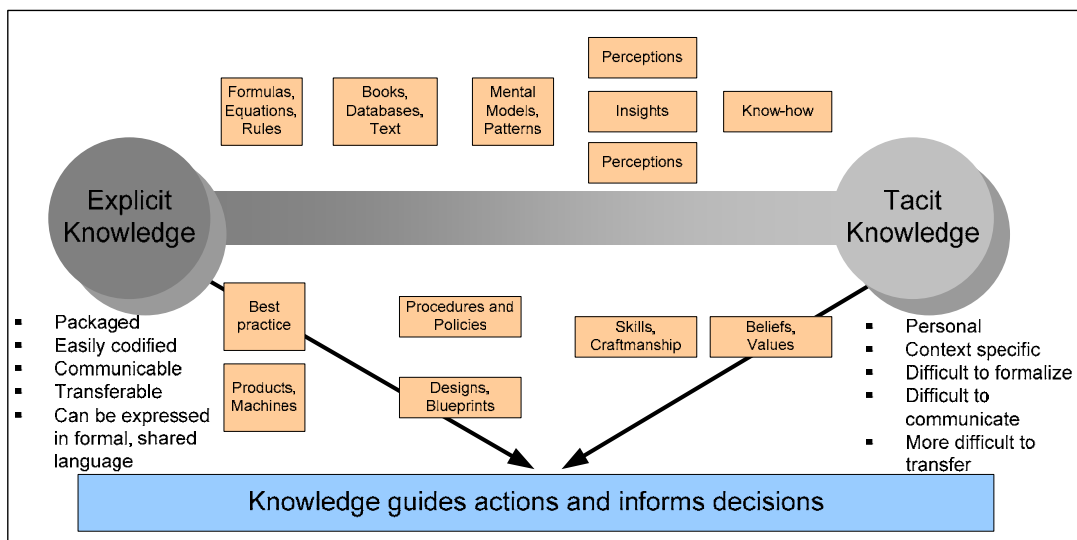 Perceptions
Formulas,
Equations,
Rules
Books,
Databases,
Text
Mental
Models,
Patterns
Insights
Know-how
Perceptions
Explicit
Knowledge
Tacit
Knowledge
Best
practice
Procedures and
Policies
Skills,
Craftmanship
Beliefs,
Values
Products,
Machines
Designs,
Blueprints
▪ Packaged
▪ Easily codified
▪ Communicable
▪ Transferable
▪ Can be expressed
in formal, shared
language
▪ Personal
▪ Context specific
▪ Difficult to formalize
▪ Difficult to
communicate
▪ More difficult to
transfer
Knowledge guides actions and informs decisions